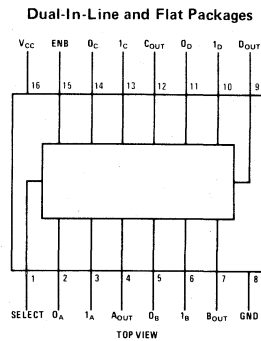 Dual-In-Line and Flat Packages
VCC ENB 0C 1C COUT 0D 1D DOUT
16 15 14 13 12 11 10 9
1 2 3 4 5 6 7 8
SELECT 0A 1A AOUT 0B 1B BOUT GND
TOP VIEW